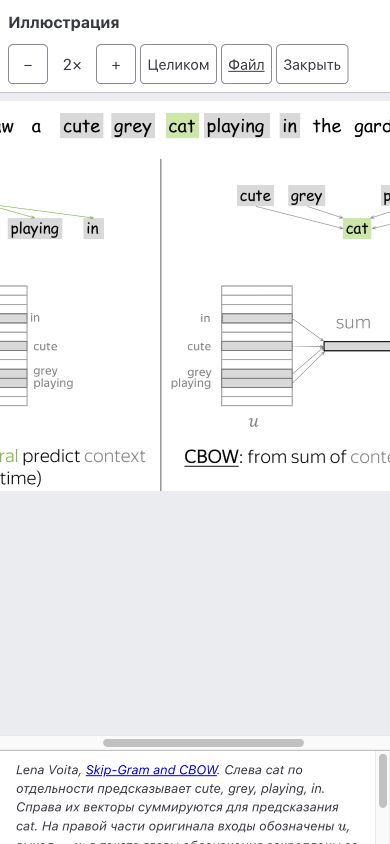 Иллюстрация
− 2× + Целиком Файл Закрыть
a cute grey cat playing in the
cute grey
playing in
cat
in
in
sum
cute
cute
grey
grey
playing
playing
u
predict context
CBOW: from sum of
time)
Lena Voita, Skip-Gram and CBOW. Слева cat по
отдельности предсказывает cute, grey, playing, in.
Справа их векторы суммируются для предсказания
cat. На правой части оригинала входы обозначены u,